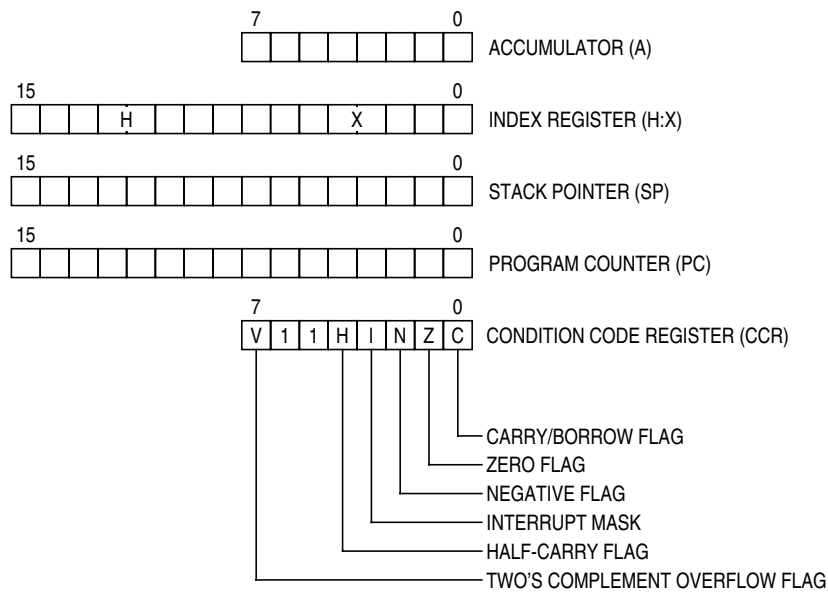 7 0
ACCUMULATOR (A)
15 0
H X INDEX REGISTER (H:X)
15 0
STACK POINTER (SP)
15 0
PROGRAM COUNTER (PC)
7 0
V 1 1 H I N Z C CONDITION CODE REGISTER (CCR)
CARRY/BORROW FLAG
ZERO FLAG
NEGATIVE FLAG
INTERRUPT MASK
HALF-CARRY FLAG
TWO'S COMPLEMENT OVERFLOW FLAG